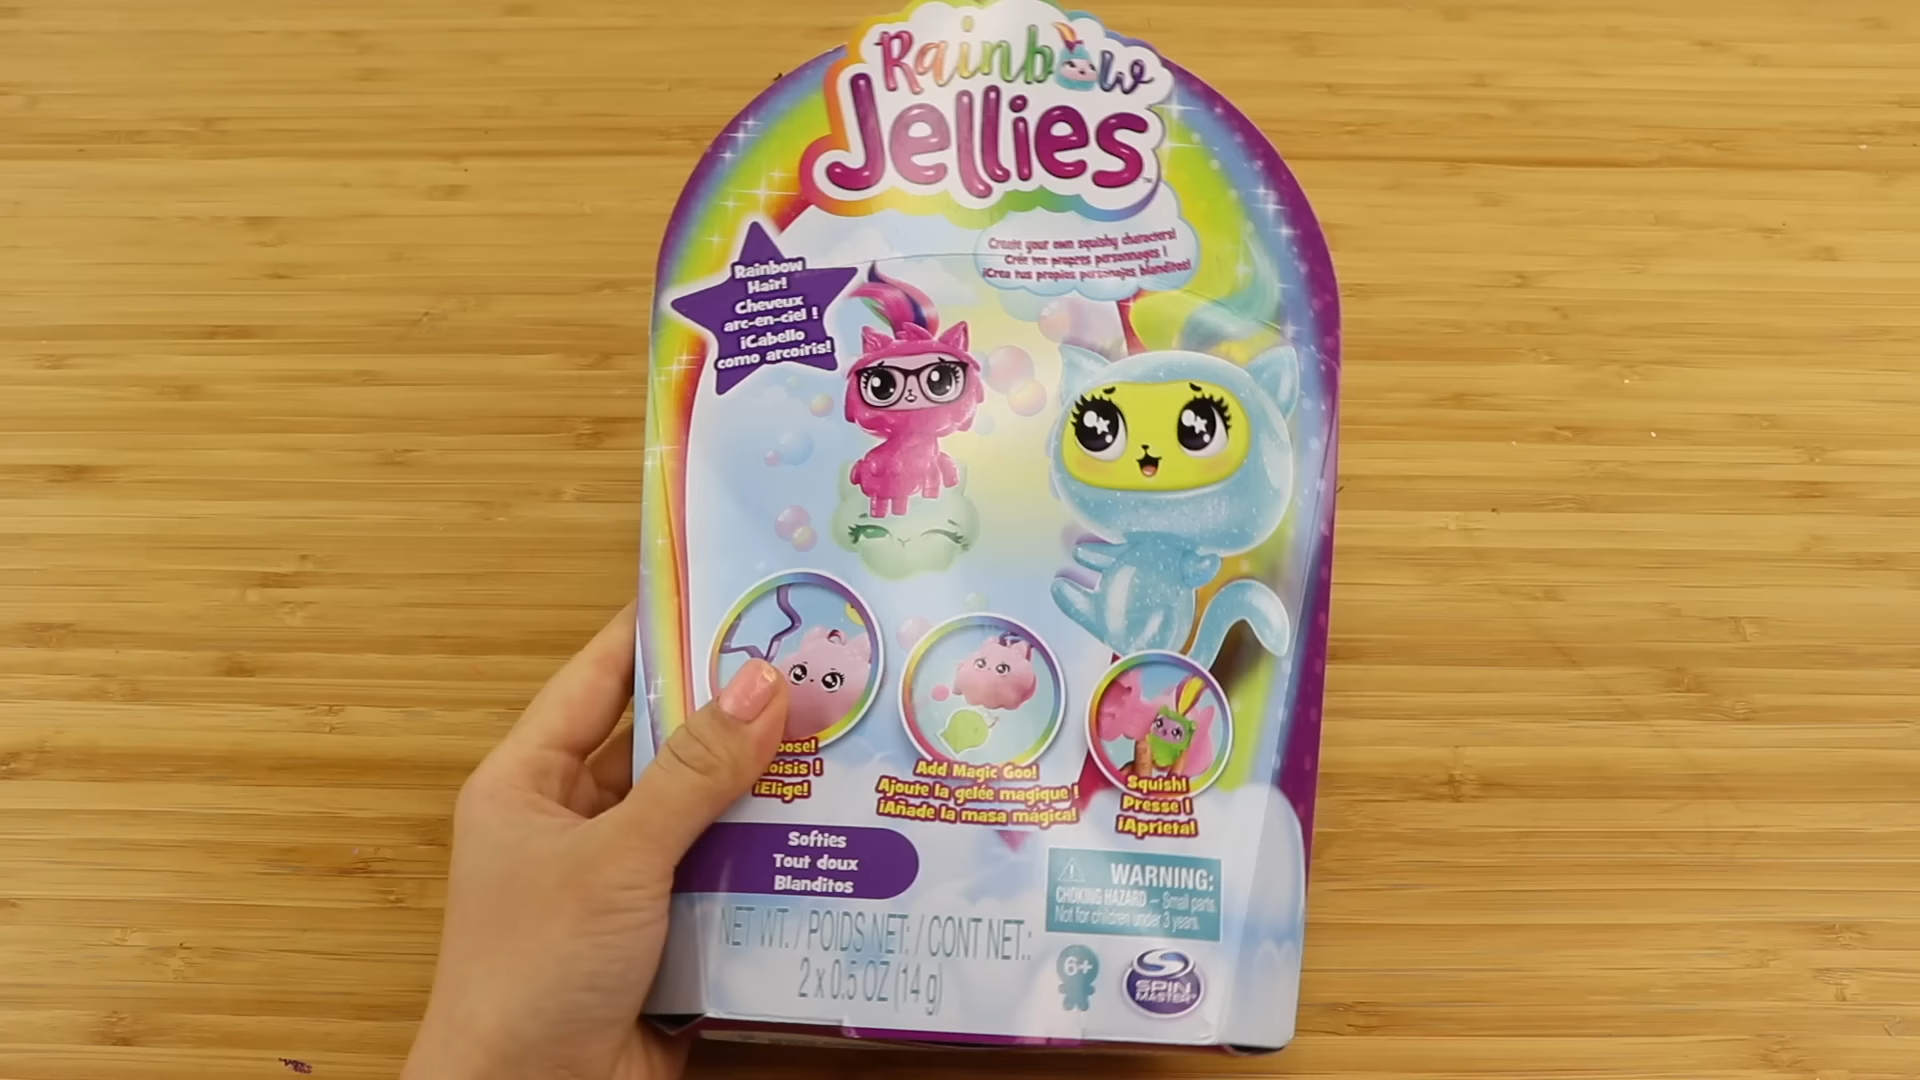 Rainbow
Jellies
TM
Create your own squishy characters!
Crée tes propres personnages !
¡Crea tus propios personajes blanditos!
Rainbow
Hair!
Cheveux
arc-en-ciel !
¡Cabello
como arcoíris!
¡Elige!
Add Magic Goo!
Ajoute la gelée magique !
¡Añade la masa mágica!
Squish!
Presse !
¡Aprieta!
Softies
Tout doux
Blanditos
WARNING:
CHOKING HAZARD – Small parts.
Not for children under 3 years.
NET WT. / POIDS NET: / CONT NET.:
2 x 0.5 OZ (14 g)
6+
SPIN
MASTER